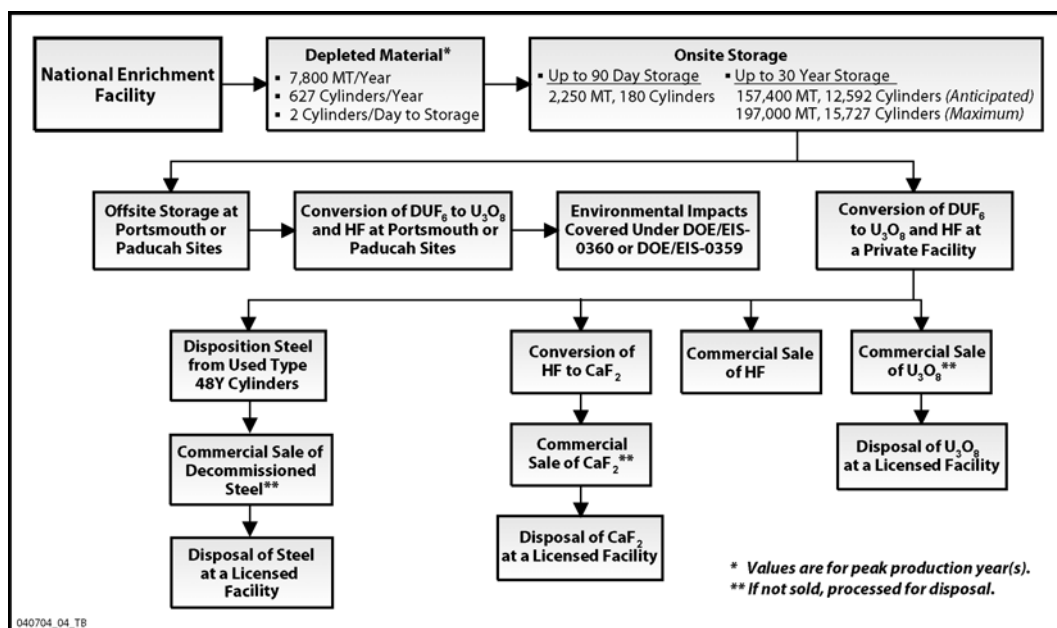 National Enrichment
Facility
Depleted Material*
▪ 7,800 MT/Year
▪ 627 Cylinders/Year
▪ 2 Cylinders/Day to Storage
Onsite Storage
▪ Up to 90 Day Storage
2,250 MT, 180 Cylinders
▪ Up to 30 Year Storage
157,400 MT, 12,592 Cylinders (Anticipated)
197,000 MT, 15,727 Cylinders (Maximum)
Offsite Storage at
Portsmouth
or Paducah Sites
Conversion of DUF₆ to U₃O₈
and HF at Portsmouth or
Paducah Sites
Environmental Impacts
Covered Under DOE/EIS-
0360 or DOE/EIS-0359
Conversion of DUF₆
to U₃O₈ and HF at
a Private Facility
Disposition Steel
from Used Type
48Y Cylinders
Conversion of
HF to CaF₂
Commercial Sale
of HF
Commercial Sale
of U₃O₈**
Commercial Sale of
Decommissioned
Steel**
Commercial
Sale of CaF₂**
Disposal of U₃O₈
at a Licensed Facility
Disposal of Steel
at a Licensed
Facility
Disposal of CaF₂
at a Licensed Facility
* Values are for peak production year(s).
** If not sold, processed for disposal.
040704_04_TB